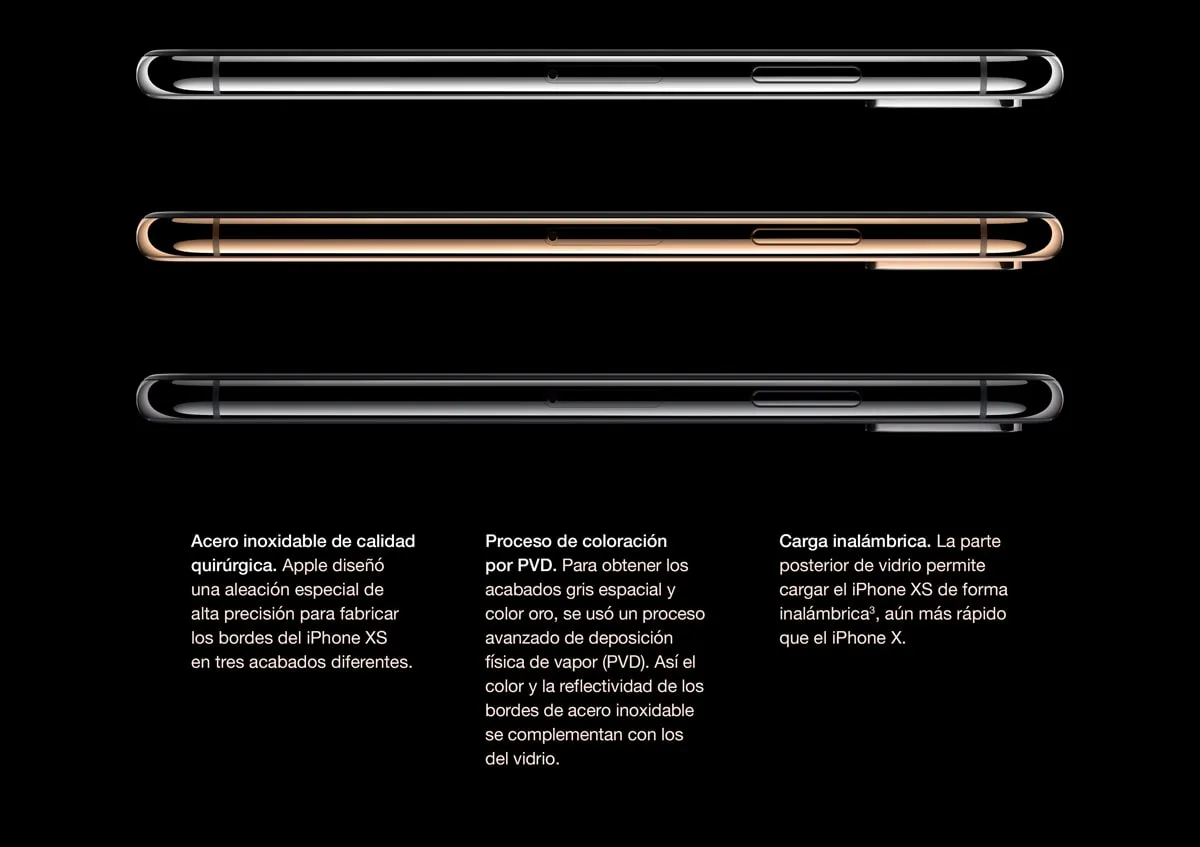 Acero inoxidable de calidad
quirúrgica. Apple diseñó
una aleación especial de
alta precisión para fabricar
los bordes del iPhone XS
en tres acabados diferentes.
Proceso de coloración
por PVD. Para obtener los
acabados gris espacial y
color oro, se usó un proceso
avanzado de deposición
física de vapor (PVD). Así el
color y la reflectividad de los
bordes de acero inoxidable
se complementan con los
del vidrio.
Carga inalámbrica. La parte
posterior de vidrio permite
cargar el iPhone XS de forma
inalámbrica³, aún más rápido
que el iPhone X.